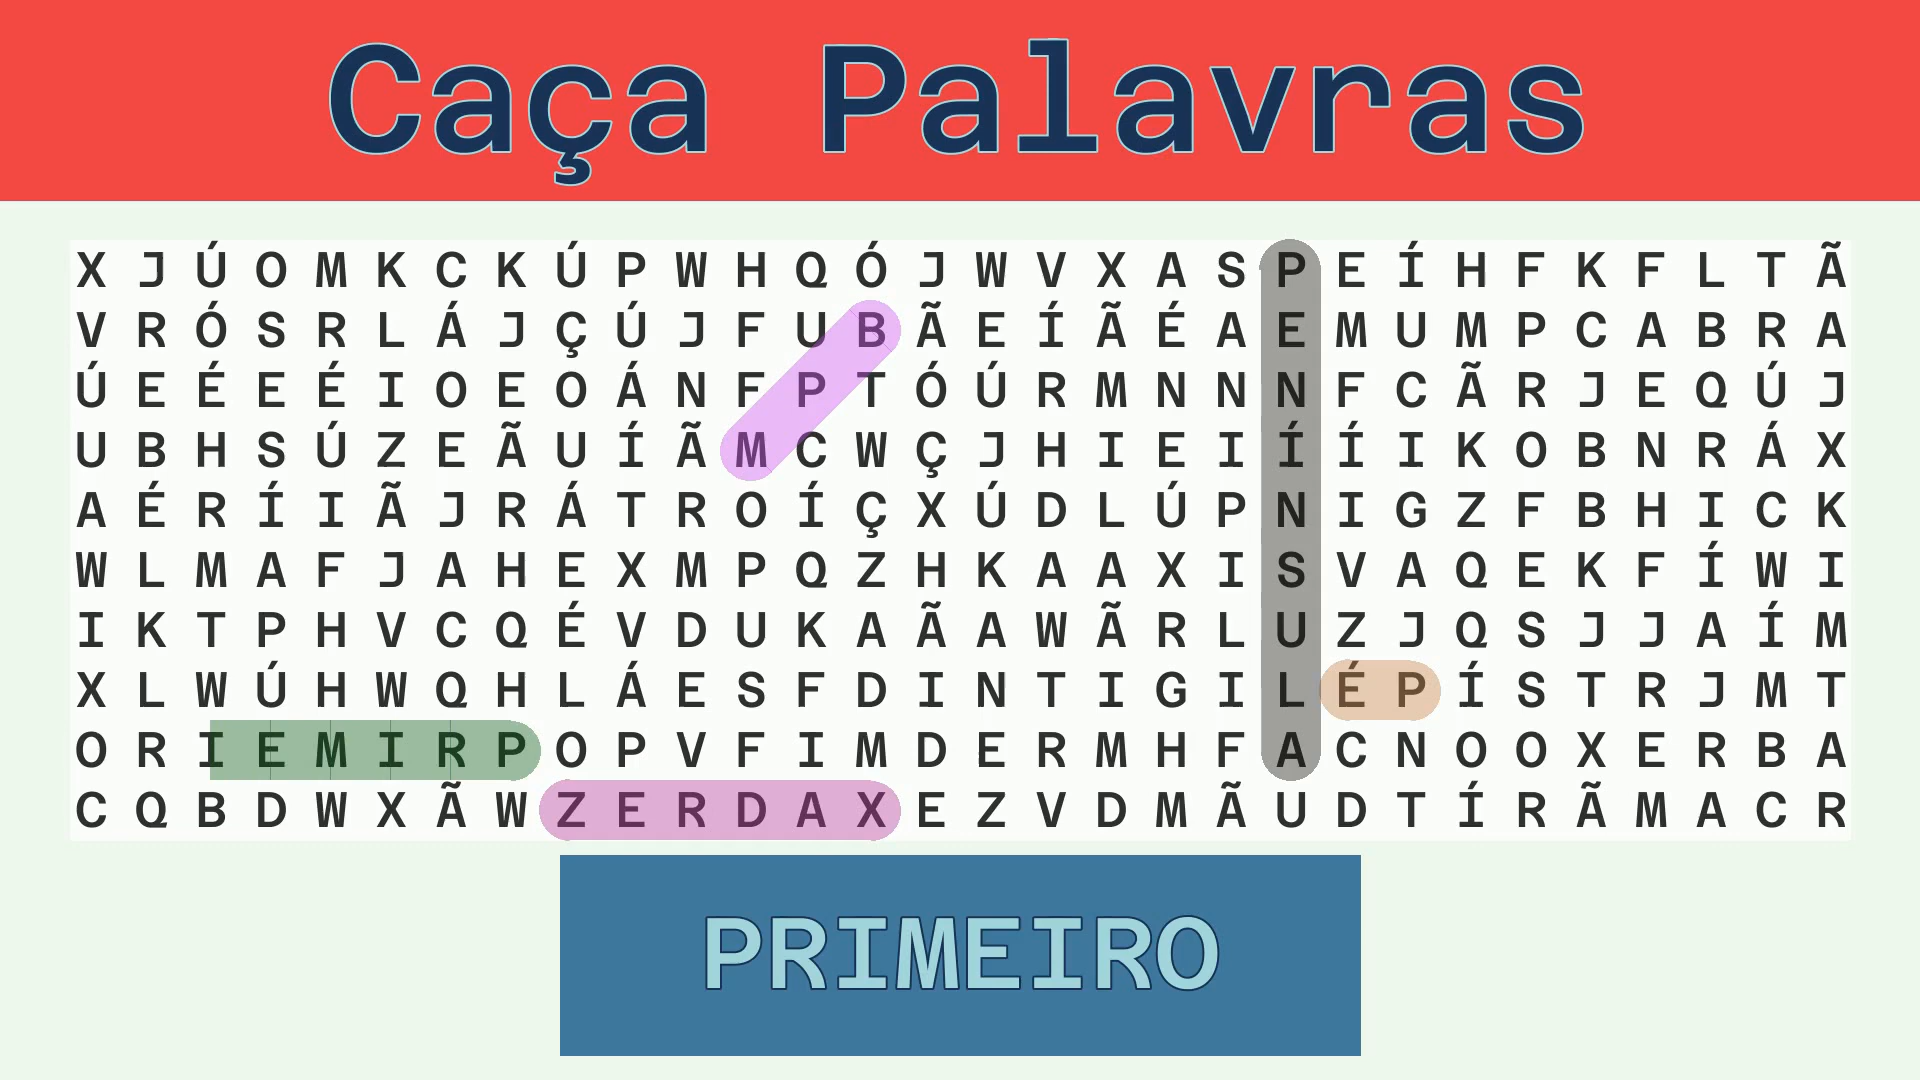 Caça Palavras
X J Ú O M K C K Ú P W H Q Ó J W V X A S P E Í H F K F L T Ã
V R Ó S R L Á J Ç Ú J F U B Ã E Í Ã É A E M U M P C A B R A
Ú E É E É I O E O Á N F P T Ó Ú R M N N N F C Ã R J E Q Ú J
U B H S Ú Z E Ã U Í Ã M C W Ç J H I E I Í Í I K O B N R Á X
A É R Í I Ã J R Á T R O Í Ç X Ú D L Ú P N I G Z F B H I C K
W L M A F J A H E X M P Q Z H K A A X I S V A Q E K F Í W I
I K T P H V C Q É V D U K A Ã A W Ã R L U Z J Q S J J A Í M
X L W Ú H W Q H L Á E S F D I N T I G I L É P Í S T R J M T
O R I E M I R P O P V F I M D E R M H F A C N O O X E R B A
C Q B D W X Ã W Z E R D A X E Z V D M Ã U D T Í R Ã M A C R
PRIMEIRO